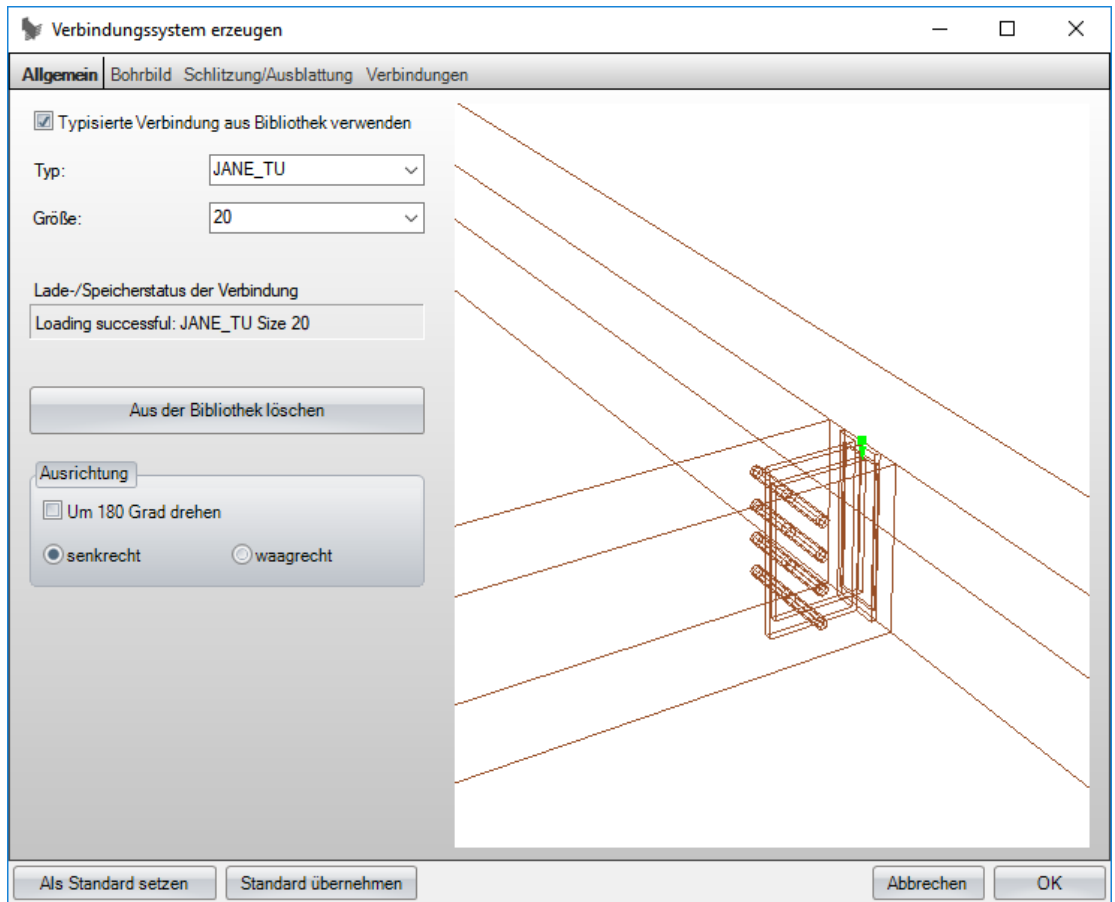 Verbindungssystem erzeugen
Allgemein Bohrbild Schlitzung/Ausblattung Verbindungen
Typisierte Verbindung aus Bibliothek verwenden
Typ: JANE_TU
Größe: 20
Lade-/Speicherstatus der Verbindung
Loading successful: JANE_TU Size 20
Aus der Bibliothek löschen
Ausrichtung
Um 180 Grad drehen
senkrecht waagrecht
Als Standard setzen Standard übernehmen Abbrechen OK